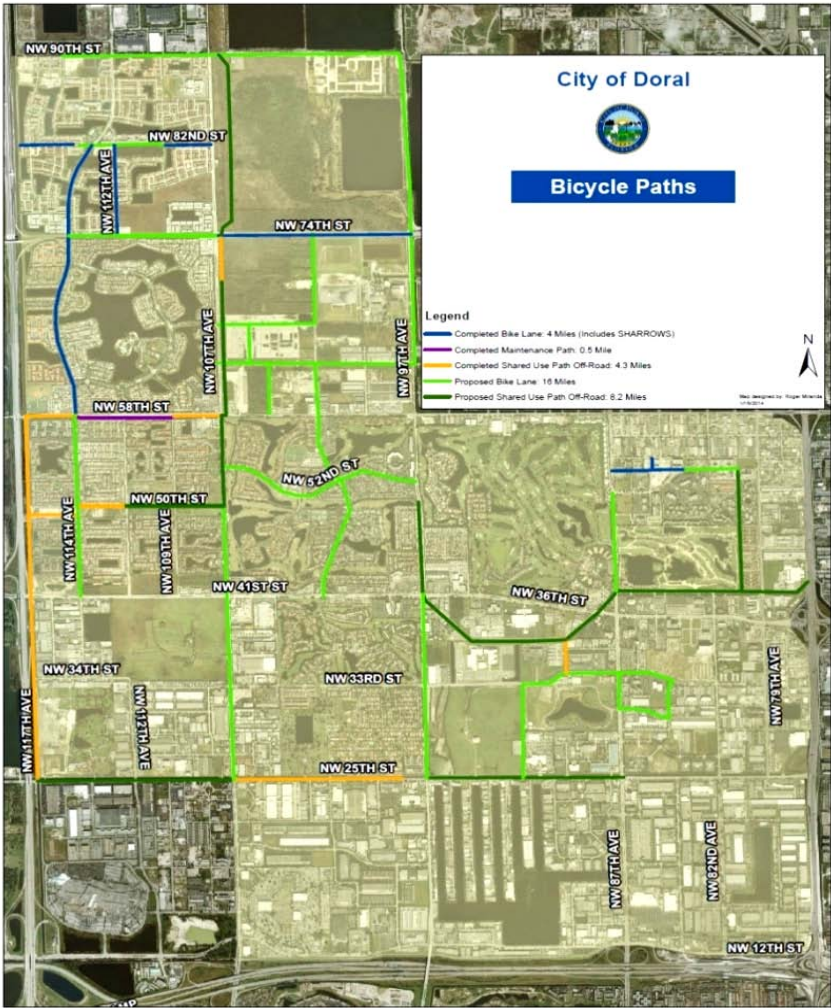 City of Doral
Bicycle Paths
Legend
Completed Bike Lane: 4 Miles (Includes SHARROWS)
Completed Maintenance Path: 0.5 Mile
Completed Shared Use Path Off-Road: 4.3 Miles
Proposed Bike Lane: 16 Miles
Proposed Shared Use Path Off-Road: 8.2 Miles
N
Map designed by: Roger Miranda
NW 90TH ST
NW 82ND ST
NW 112TH AVE
NW 74TH ST
NW 107TH AVE
NW 97TH AVE
NW 58TH ST
NW 52ND ST
NW 50TH ST
NW 114TH AVE
NW 109TH AVE
NW 41ST ST
NW 36TH ST
NW 34TH ST
NW 33RD ST
NW 79TH AVE
NW 117TH AVE
NW 112TH AVE
NW 25TH ST
NW 87TH AVE
NW 82ND AVE
NW 12TH ST